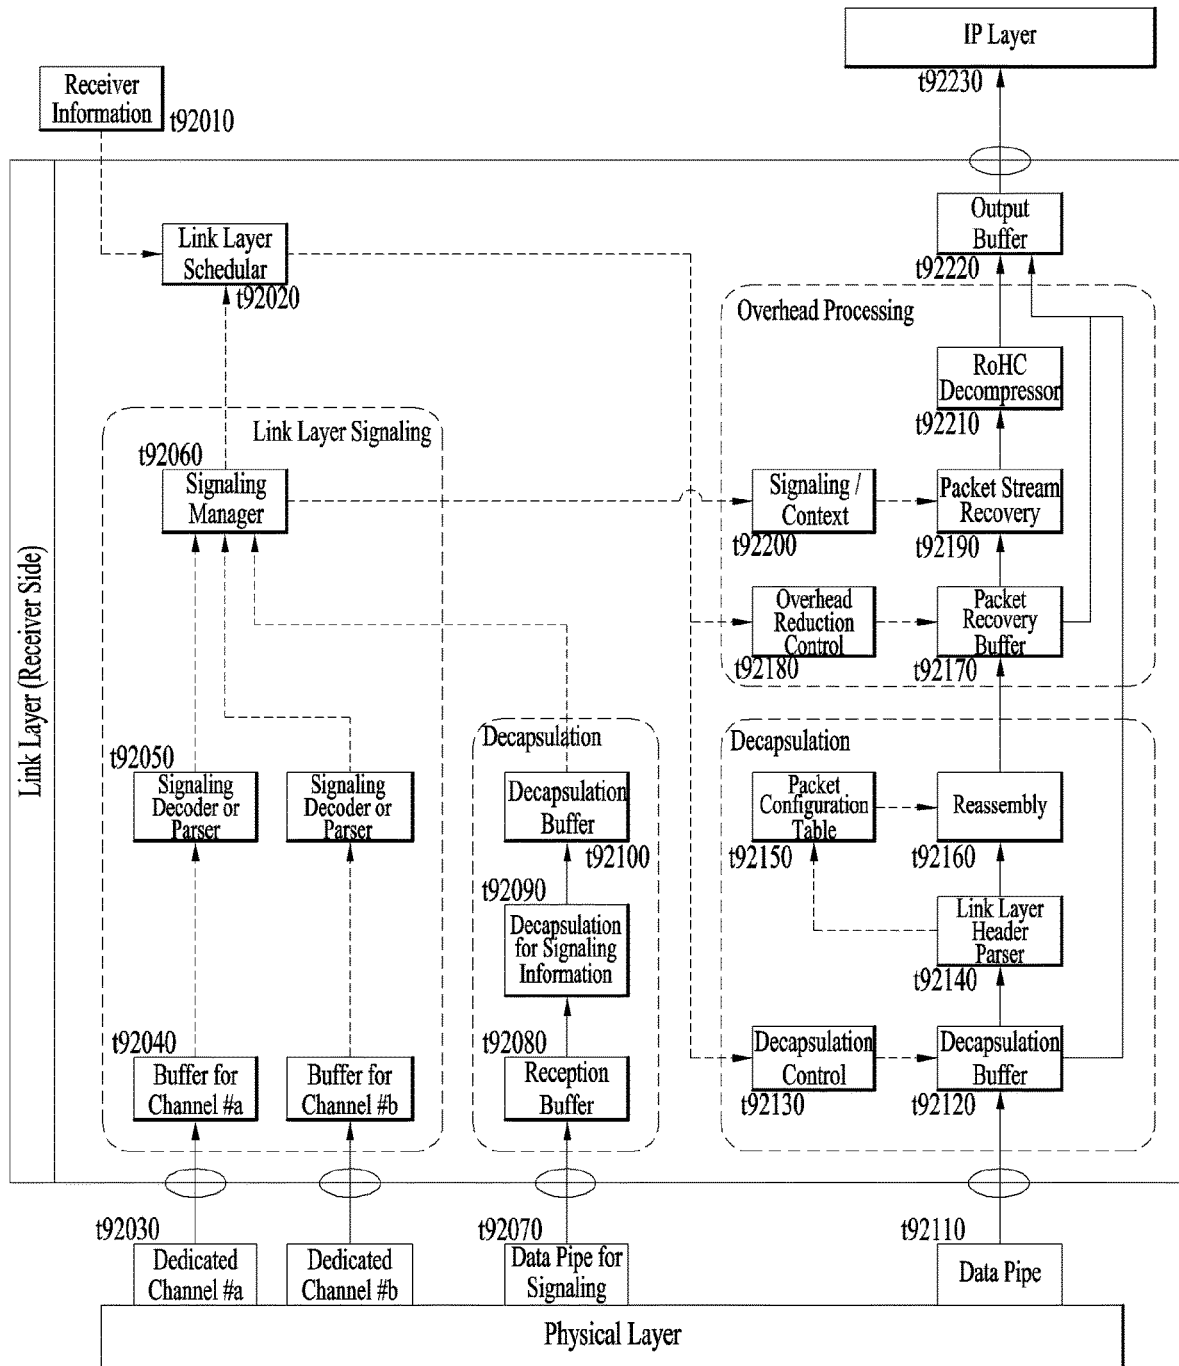 IP Layer
t92230
Receiver
Information
t92010
Output
Buffer
t92220
Link Layer
Schedular
t92020
Overhead Processing
RoHC
Decompressor
t92210
Link Layer Signaling
t92060
Signaling
Manager
Signaling /
Context
t92200
Packet Stream
Recovery
t92190
Overhead
Reduction
Control
t92180
Packet
Recovery
Buffer
t92170
Link Layer (Receiver Side)
t92050
Signaling
Decoder or
Parser
Signaling
Decoder or
Parser
Decapsulation
Decapsulation
Buffer
t92100
t92090
Decapsulation
for Signaling
Information
Decapsulation
Packet
Configuration
Table
t92150
Reassembly
t92160
Link Layer
Header
Parser
t92140
t92040
Buffer for
Channel #a
Buffer for
Channel #b
t92080
Reception
Buffer
Decapsulation
Control
t92130
Decapsulation
Buffer
t92120
t92030
Dedicated
Channel #a
Dedicated
Channel #b
t92070
Data Pipe for
Signaling
t92110
Data Pipe
Physical Layer